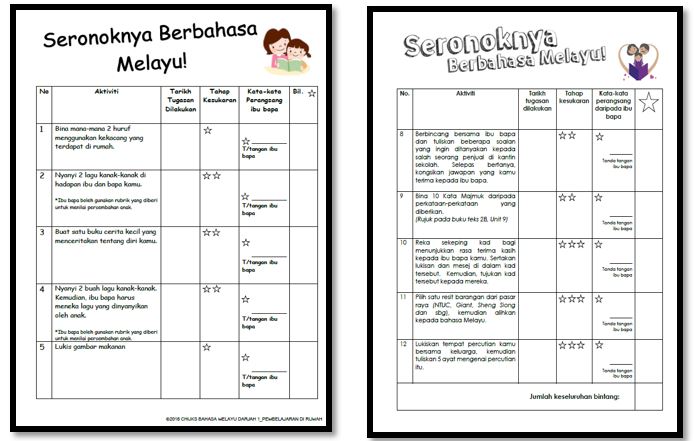 Seronoknya Berbahasa
Melayu!
No
Aktiviti
Tarikh
Tugasan
Dilakukan
Tahap
Kesukaran
Kata-kata
Perangsang
ibu bapa
Bil.
1
Bina mana-mana 2 huruf
menggunakan kekacang yang
terdapat di rumah.
T/tangan ibu
bapa
2
Nyanyi 2 lagu kanak-kanak di
hadapan ibu dan bapa kamu.
*Ibu bapa boleh gunakan rubrik yang diberi
untuk menilai persembahan anak.
T/tangan ibu
bapa
3
Buat satu buku cerita kecil yang
menceritakan tentang diri kamu.
T/tangan ibu
bapa
4
Nyanyi 2 buah lagu kanak-kanak.
Kemudian, ibu bapa harus
meneka lagu yang dinyanyikan
oleh anak.
*Ibu bapa boleh gunakan rubrik yang diberi
untuk menilai persembahan anak.
T/tangan ibu
bapa
5
Lukis gambar makanan
T/tangan ibu
bapa
©2016 CHIJKS BAHASA MELAYU DARJAH 1_PEMBELAJARAN DI RUMAH
Seronoknya
Berbahasa Melayu!
No.
Aktiviti
Tarikh
tugasan
dilakukan
Tahap
kesukaran
Kata-kata
perangsang
daripada ibu
bapa
8
Berbincang bersama ibu bapa
dan tuliskan beberapa soalan
yang ingin ditanyakan kepada
salah seorang penjual di kantin
sekolah. Selepas bertanya,
kongsikan jawapan yang kamu
terima kepada ibu bapa.
Tanda tangan
ibu bapa
9
Bina 10 Kata Majmuk daripada
perkataan-perkataan yang
diberikan.
(Rujuk pada buku teks 2B, Unit 9)
Tanda tangan
ibu bapa
10
Reka sekeping kad bagi
menunjukkan rasa terima kasih
kepada ibu bapa kamu. Sertakan
lukisan dan mesej di dalam kad
tersebut. Kemudian, tujukan kad
tersebut kepada mereka.
Tanda tangan
ibu bapa
11
Pilih satu resit barangan dari pasar
raya (NTUC, Giant, Sheng Siong
dan sbg), kemudian alihkan
kepada bahasa Melayu.
Tanda tangan
ibu bapa
12
Lukiskan tempat percutian kamu
bersama keluarga, kemudian
tuliskan 5 ayat mengenai percutian
itu.
Tanda tangan
ibu bapa
Jumlah keseluruhan bintang: